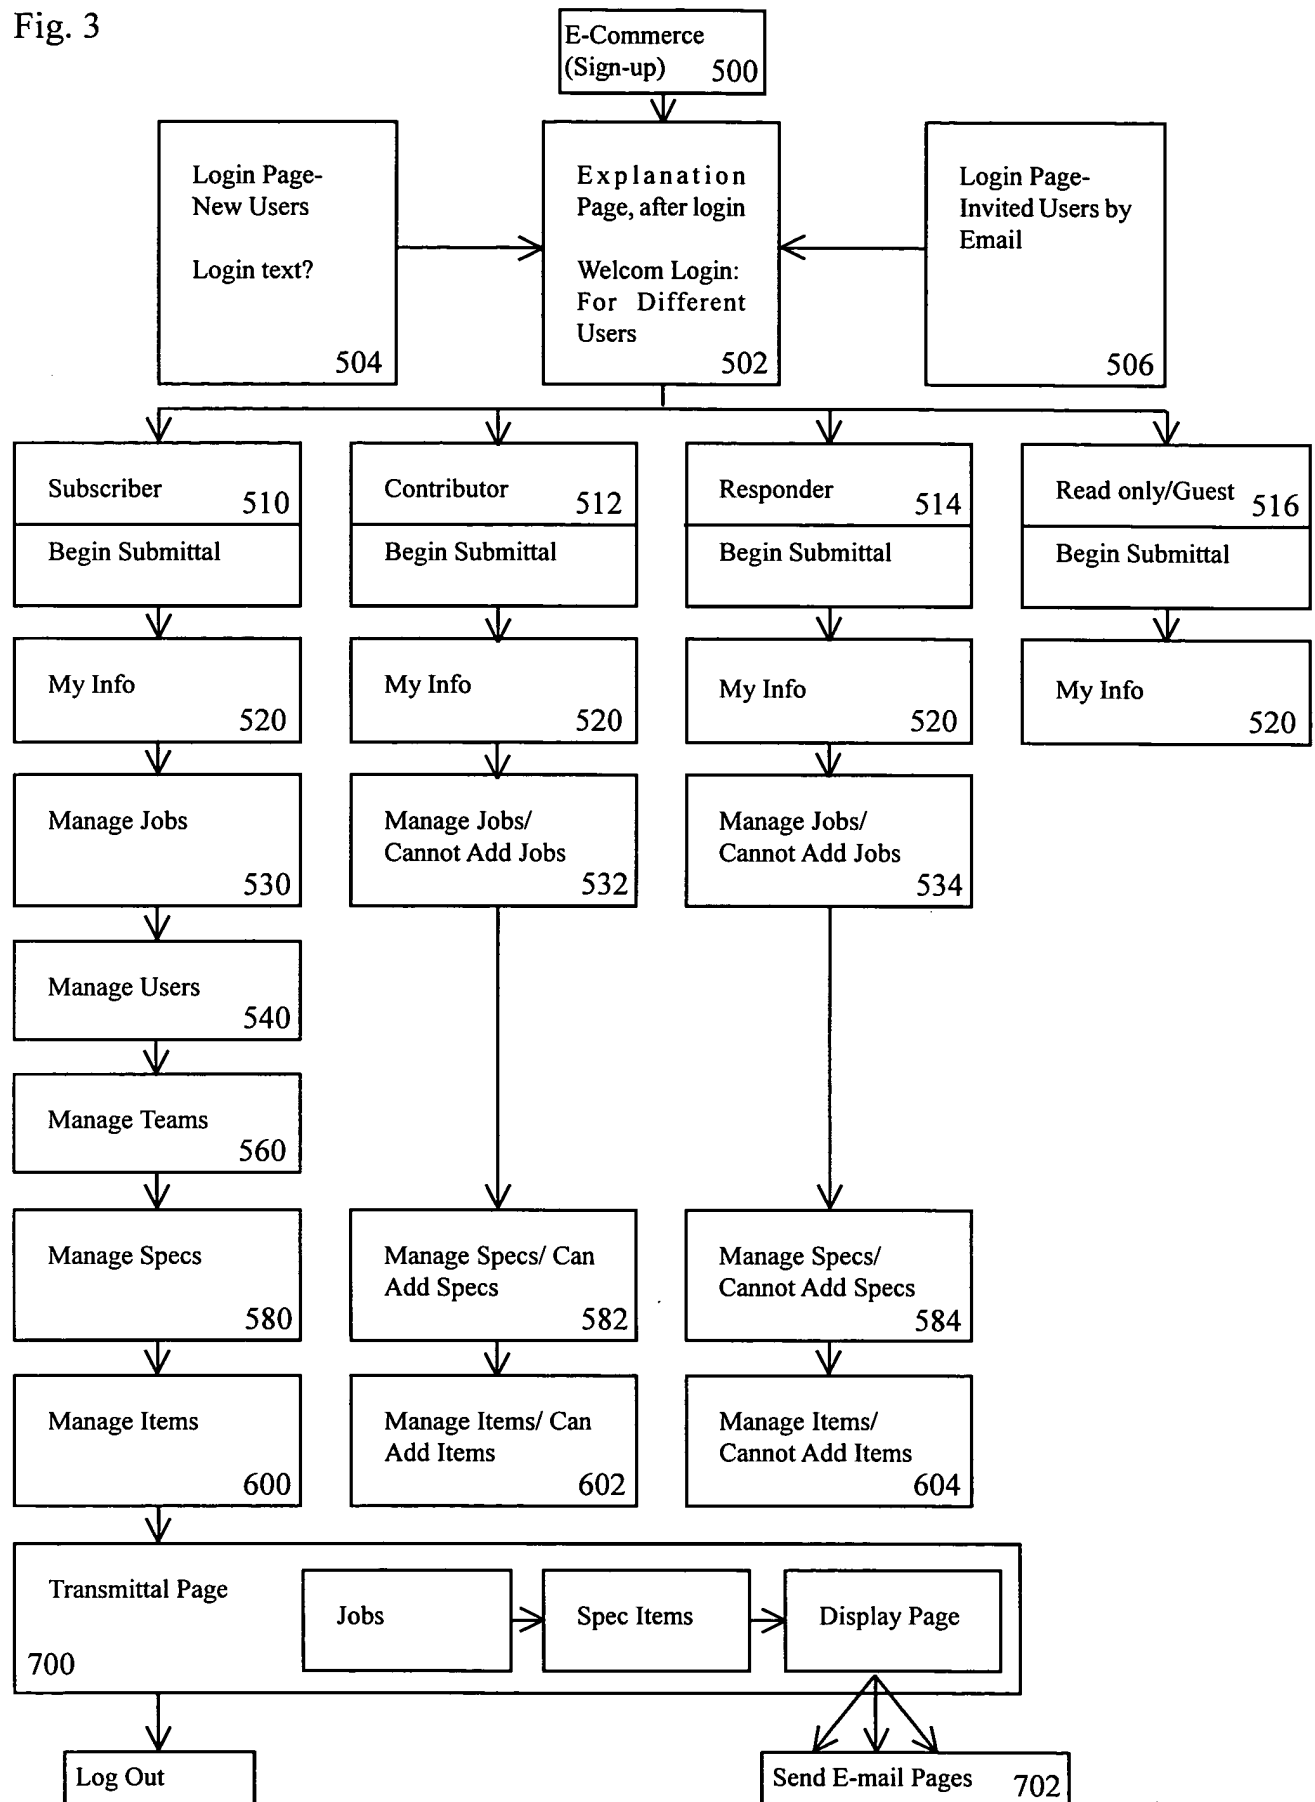 Fig. 3
E-Commerce
(Sign-up) 500
Login Page-
New Users
Login text?
504
Explanation
Page, after login
Welcom Login:
For Different
Users
502
Login Page-
Invited Users by
Email
506
Subscriber 510
Begin Submittal
Contributor 512
Begin Submittal
Responder 514
Begin Submittal
Read only/Guest 516
Begin Submittal
My Info
520
My Info
520
My Info
520
My Info
520
Manage Jobs
530
Manage Jobs/
Cannot Add Jobs
532
Manage Jobs/
Cannot Add Jobs
534
Manage Users
540
Manage Teams
560
Manage Specs
580
Manage Specs/ Can
Add Specs
582
Manage Specs/
Cannot Add Specs
584
Manage Items
600
Manage Items/ Can
Add Items
602
Manage Items/
Cannot Add Items
604
Transmittal Page
700
Jobs
Spec Items
Display Page
Log Out
Send E-mail Pages 702